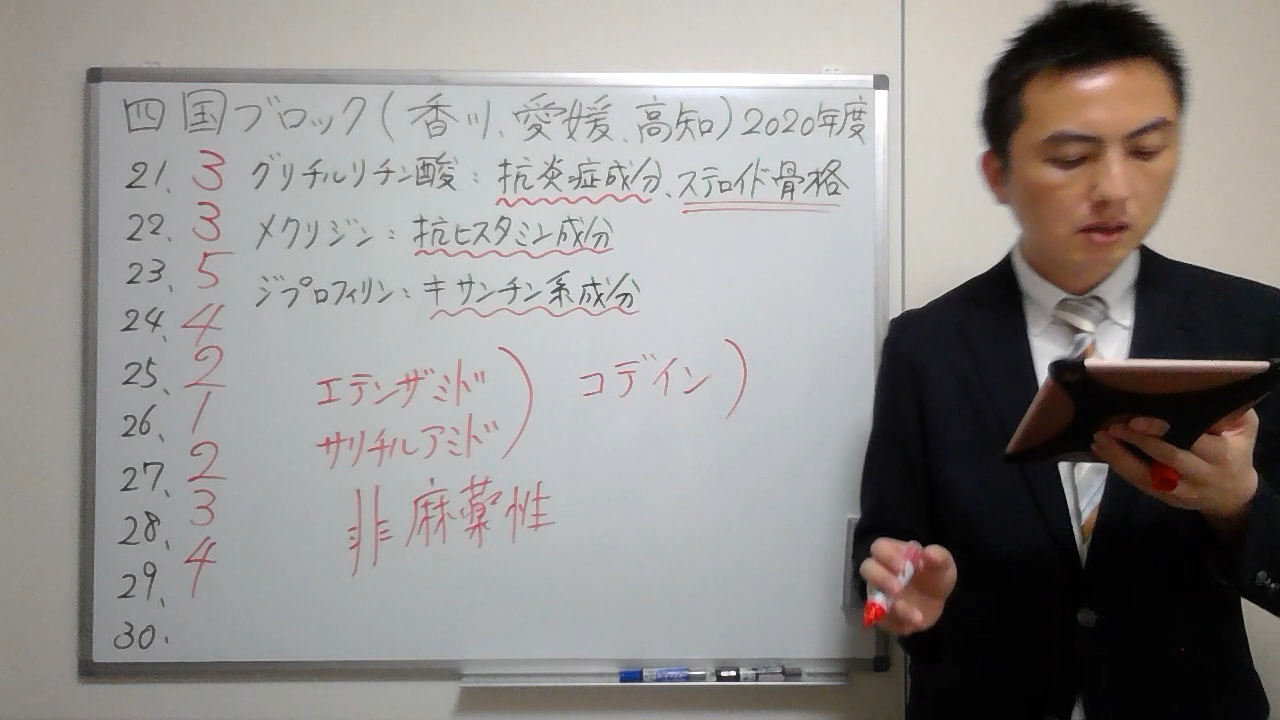 四国ブロック(香川、愛媛、高知)2020年度
21. 3 グリチルリチン酸：抗炎症成分、ステロイド骨格
22. 3 メクリジン：抗ヒスタミン成分
23. 5 ジプロフィリン：キサンチン系成分
24. 4
25. 2 エテンザミド) コデイン)
26. 1 サリチルアミド
27. 2 非麻薬性
28. 3
29. 4
30.